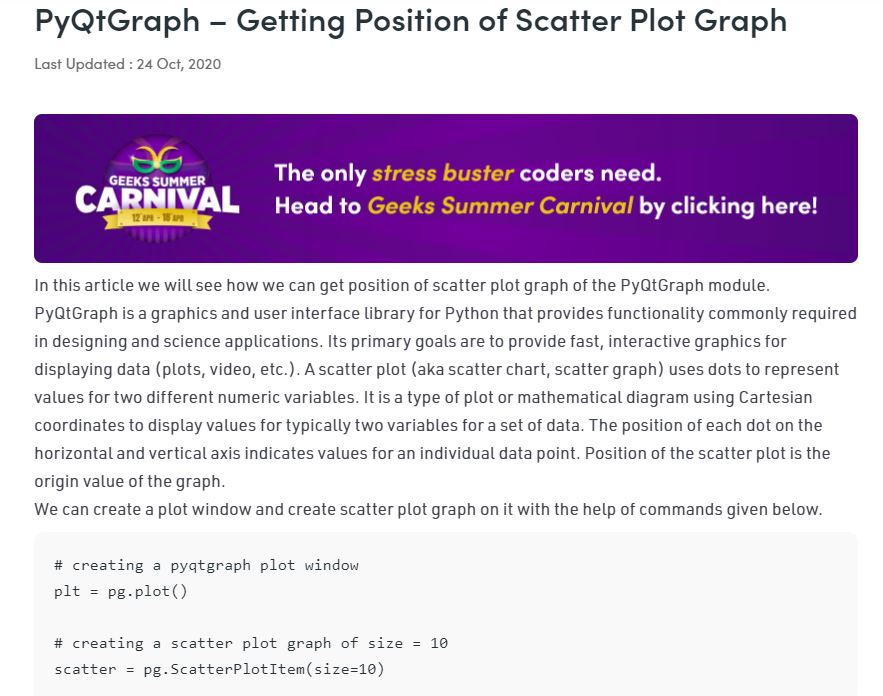 PyQtGraph – Getting Position of Scatter Plot Graph
Last Updated : 24 Oct, 2020
GEEKS SUMMER
CARNIVAL
12 APR - 18 APR
The only stress buster coders need.
Head to Geeks Summer Carnival by clicking here!
In this article we will see how we can get position of scatter plot graph of the PyQtGraph module.
PyQtGraph is a graphics and user interface library for Python that provides functionality commonly required
in designing and science applications. Its primary goals are to provide fast, interactive graphics for
displaying data (plots, video, etc.). A scatter plot (aka scatter chart, scatter graph) uses dots to represent
values for two different numeric variables. It is a type of plot or mathematical diagram using Cartesian
coordinates to display values for typically two variables for a set of data. The position of each dot on the
horizontal and vertical axis indicates values for an individual data point. Position of the scatter plot is the
origin value of the graph.
We can create a plot window and create scatter plot graph on it with the help of commands given below.
# creating a pyqtgraph plot window
plt = pg.plot()
# creating a scatter plot graph of size = 10
scatter = pg.ScatterPlotItem(size=10)